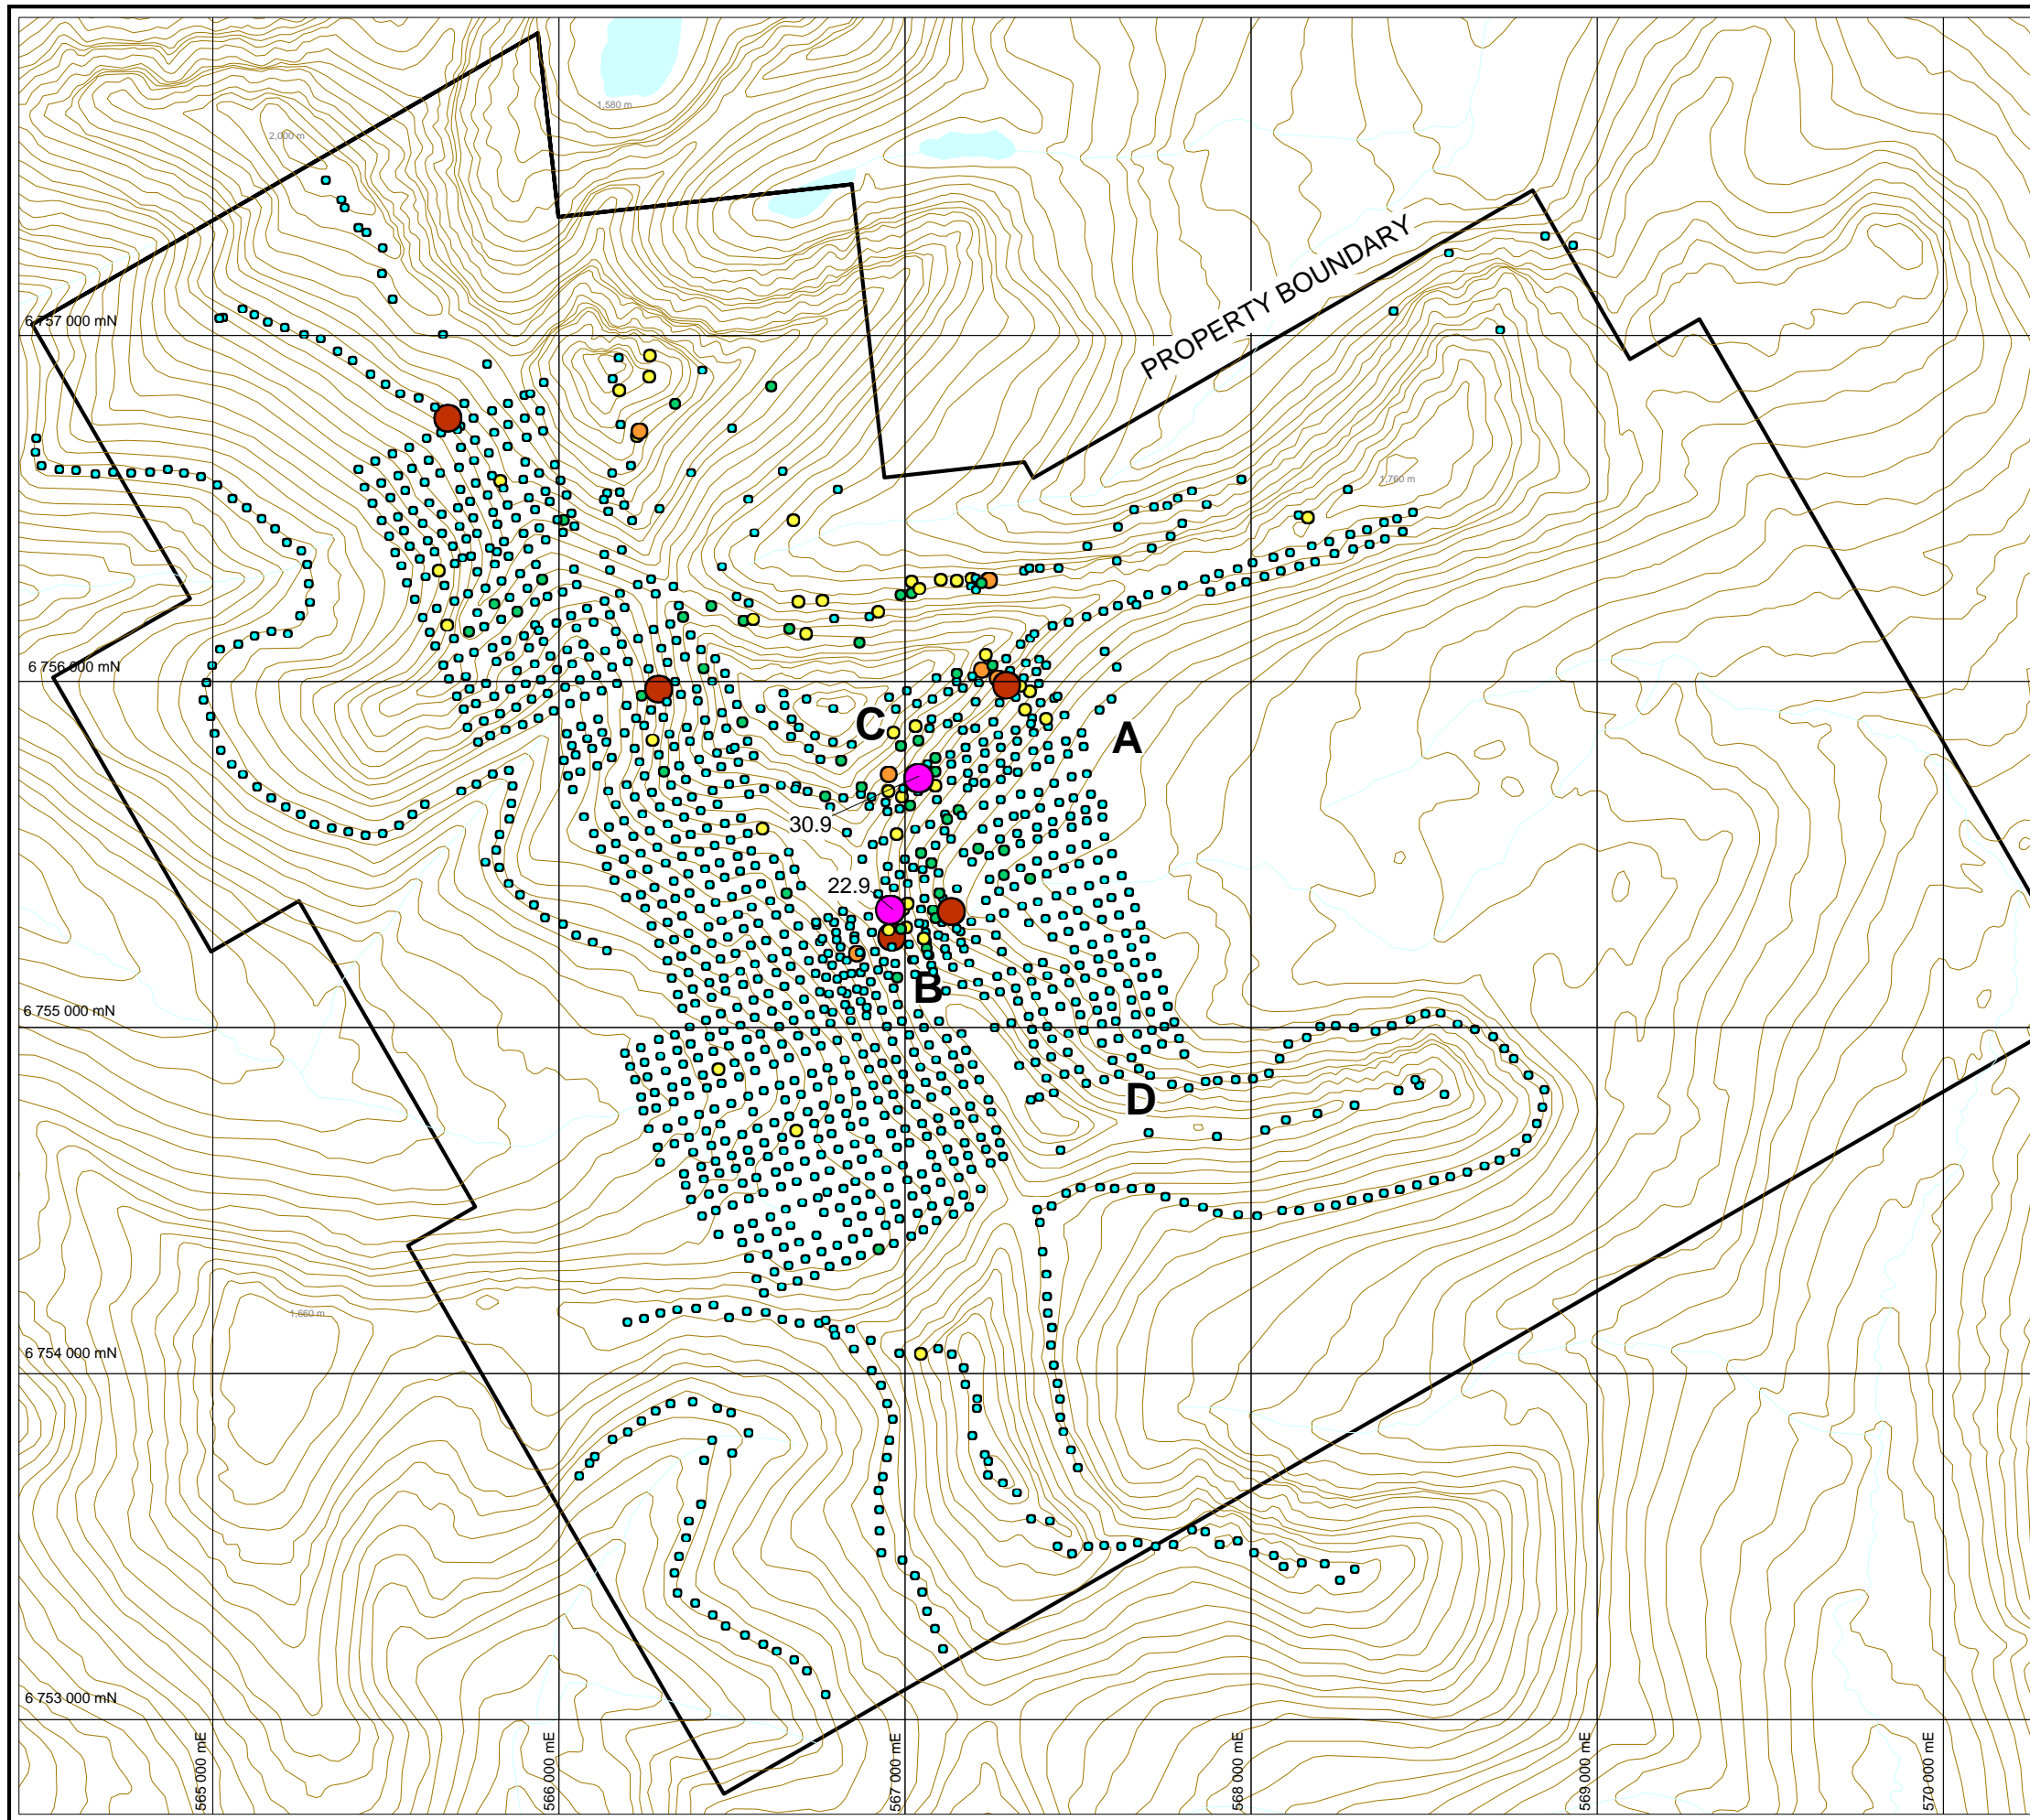 1,580 m
2,000 m
PROPERTY BOUNDARY
6 757 000 mN
1,760 m
6 756 000 mN
C
A
30.9
22.9
B
6 755 000 mN
D
1,660 m
6 754 000 mN
6 753 000 mN
565 000 mE
566 000 mE
567 000 mE
568 000 mE
569 000 mE
570 000 mE